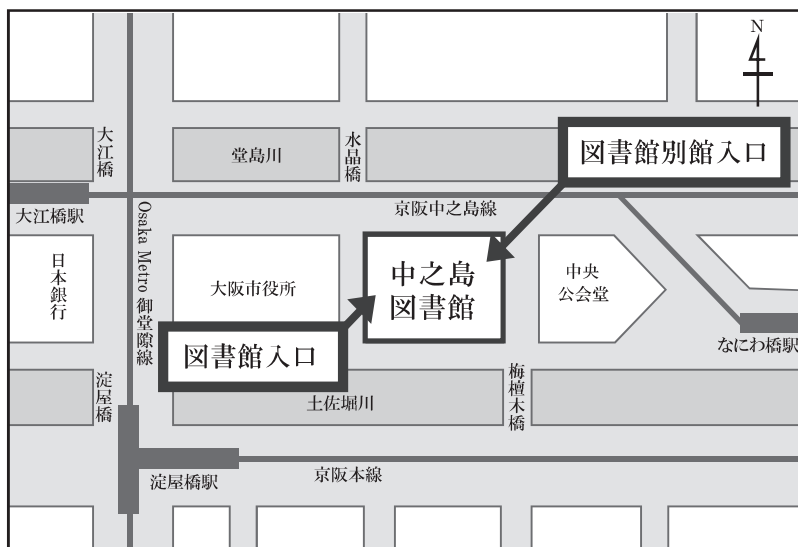 N
大江橋
堂島川
水晶橋
図書館別館入口
大江橋駅
京阪中之島線
Osaka Metro 御堂隙線
日本銀行
大阪市役所
中之島
図書館
中央
公会堂
図書館入口
なにわ橋駅
淀屋橋
土佐堀川
栴檀木橋
淀屋橋駅
京阪本線